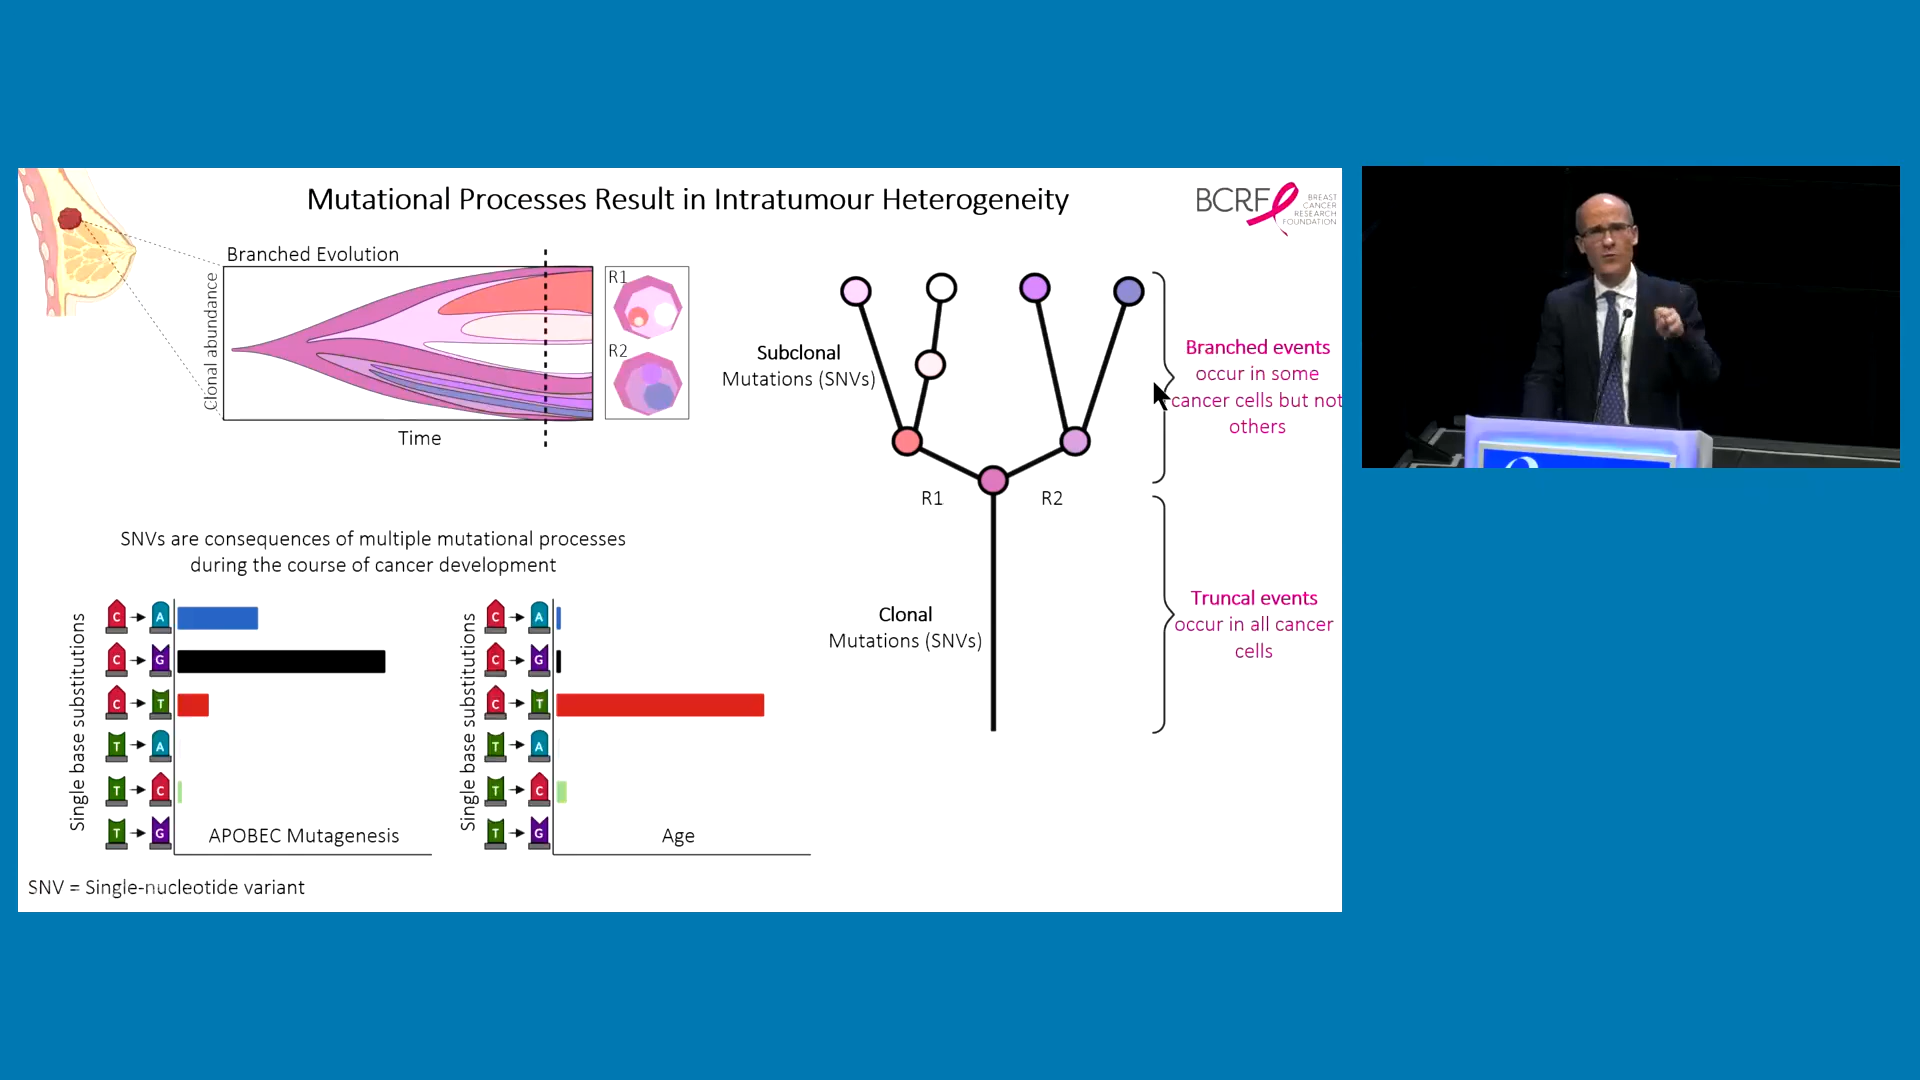 Mutational Processes Result in Intratumour Heterogeneity
BCRF
BREAST
CANCER
RESEARCH
FOUNDATION
Branched Evolution
Clonal abundance
Time
R1
R2
Subclonal
Mutations (SNVs)
R1
R2
Branched events
occur in some
cancer cells but not
others
Clonal
Mutations (SNVs)
Truncal events
occur in all cancer
cells
SNVs are consequences of multiple mutational processes
during the course of cancer development
Single base substitutions
C A
C G
C T
T A
T C
T G
APOBEC Mutagenesis
Single base substitutions
C A
C G
C T
T A
T C
T G
Age
SNV = Single-nucleotide variant